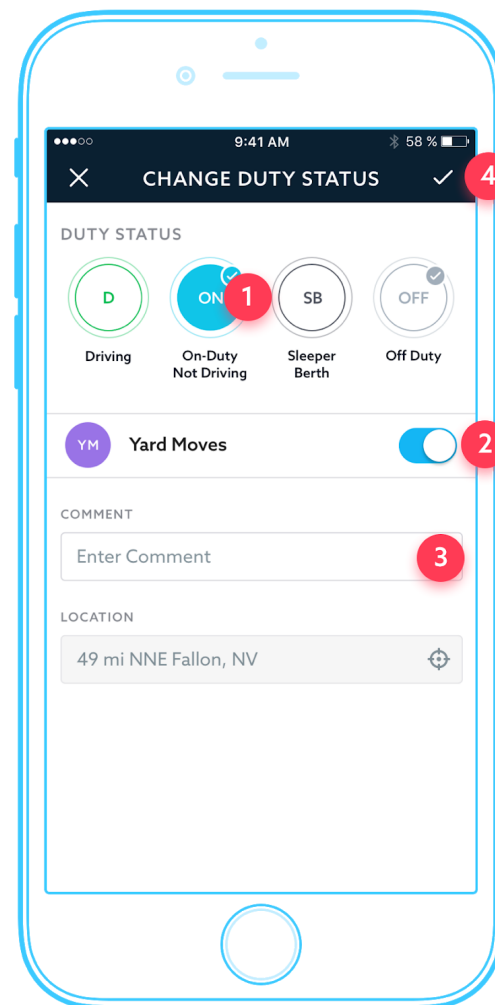 9:41 AM
58 %
CHANGE DUTY STATUS
4
DUTY STATUS
D
ON
1
SB
OFF
Driving
On-Duty
Not Driving
Sleeper
Berth
Off Duty
YM
Yard Moves
2
COMMENT
Enter Comment
3
LOCATION
49 mi NNE Fallon, NV